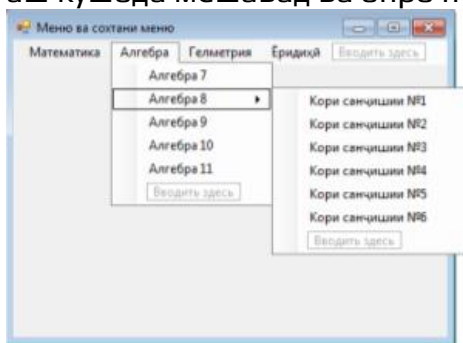 Меню ва сохтани меню
Математика Алгебра Гелметрия Ёридиҳӣ Вводить здесь
Алгебра 7
Алгебра 8
Алгебра 9
Алгебра 10
Алгебра 11
Вводить здесь
Кори санҷишии №1
Кори санҷишии №2
Кори санҷишии №3
Кори санҷишии №4
Кори санҷишии №5
Кори санҷишии №6
Вводить здесь